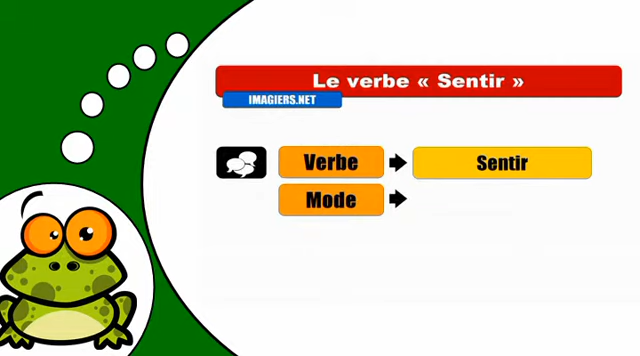 Le verbe « Sentir »
IMAGIERS.NET
Verbe Sentir
Mode